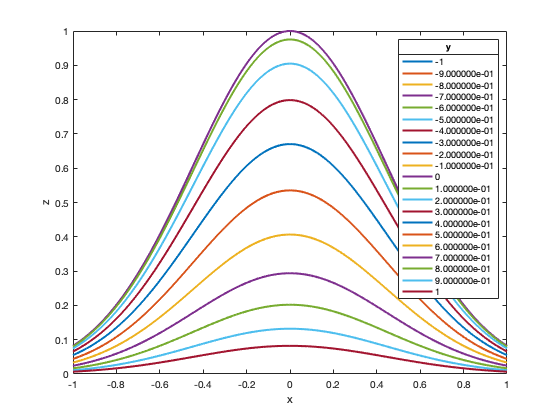 1
0.9
0.8
0.7
0.6
0.5
0.4
0.3
0.2
0.1
0
z
-1
-0.8
-0.6
-0.4
-0.2
0
0.2
0.4
0.6
0.8
1
x
y
-1
-9.000000e-01
-8.000000e-01
-7.000000e-01
-6.000000e-01
-5.000000e-01
-4.000000e-01
-3.000000e-01
-2.000000e-01
-1.000000e-01
0
1.000000e-01
2.000000e-01
3.000000e-01
4.000000e-01
5.000000e-01
6.000000e-01
7.000000e-01
8.000000e-01
9.000000e-01
1